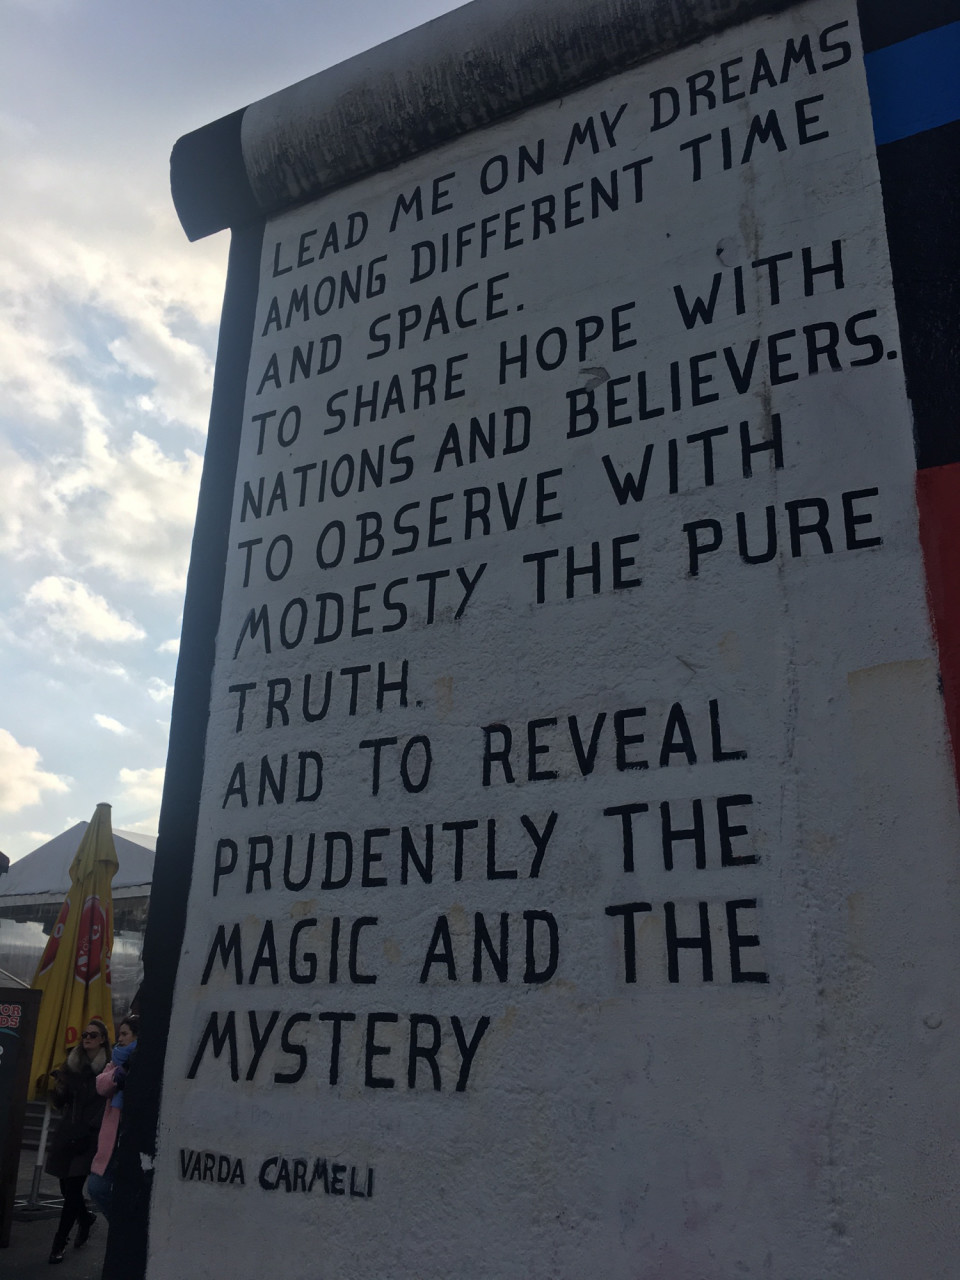 LEAD ME ON MY DREAMS
AMONG DIFFERENT TIME
AND SPACE.
TO SHARE HOPE WITH
NATIONS AND BELIEVERS.
TO OBSERVE WITH
MODESTY THE PURE
TRUTH.
AND TO REVEAL
PRUDENTLY THE
MAGIC AND THE
MYSTERY
VARDA CARMELI